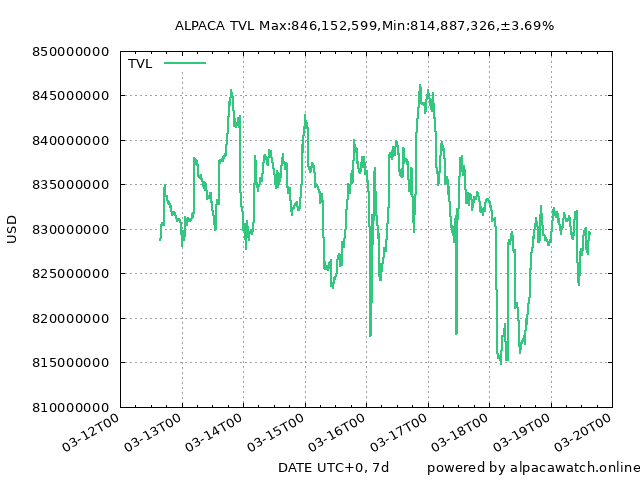 ALPACA TVL Max:846,152,599,Min:814,887,326,±3.69%
850000000
TVL
845000000
840000000
835000000
USD
830000000
825000000
820000000
815000000
810000000
03-12T00 03-13T00 03-14T00 03-15T00 03-16T00 03-17T00 03-18T00 03-19T00 03-20T00
DATE UTC+0, 7d powered by alpacawatch.online